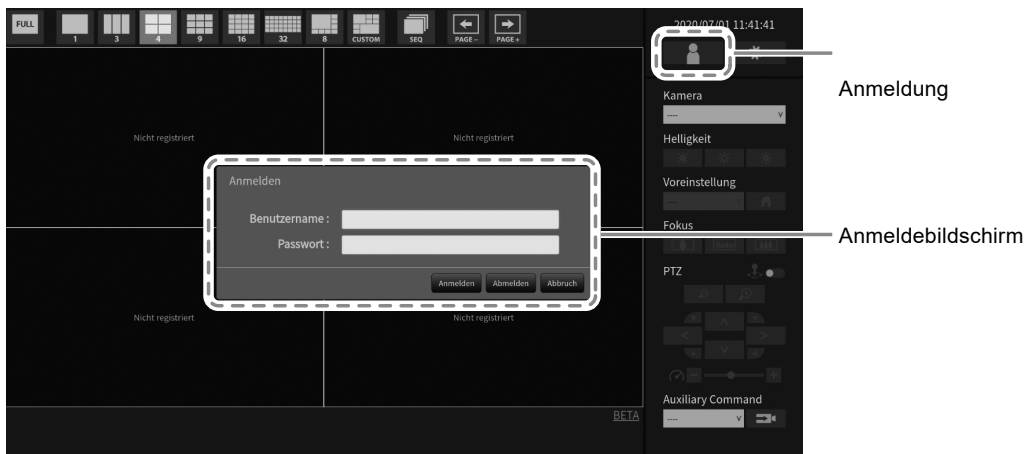 FULL
1
3
4
9
16
32
8
CUSTOM
SEQ
PAGE –
PAGE +
2020/07/01 11:41:41
Anmeldung
Kamera
----
Nicht registriert
Nicht registriert
Helligkeit
Anmelden
Voreinstellung
----
Benutzername :
Fokus
Passwort :
Auto
Anmeldebildschirm
PTZ
Anmelden Abmelden Abbruch
Nicht registriert
Nicht registriert
Auxiliary Command
----
BETA